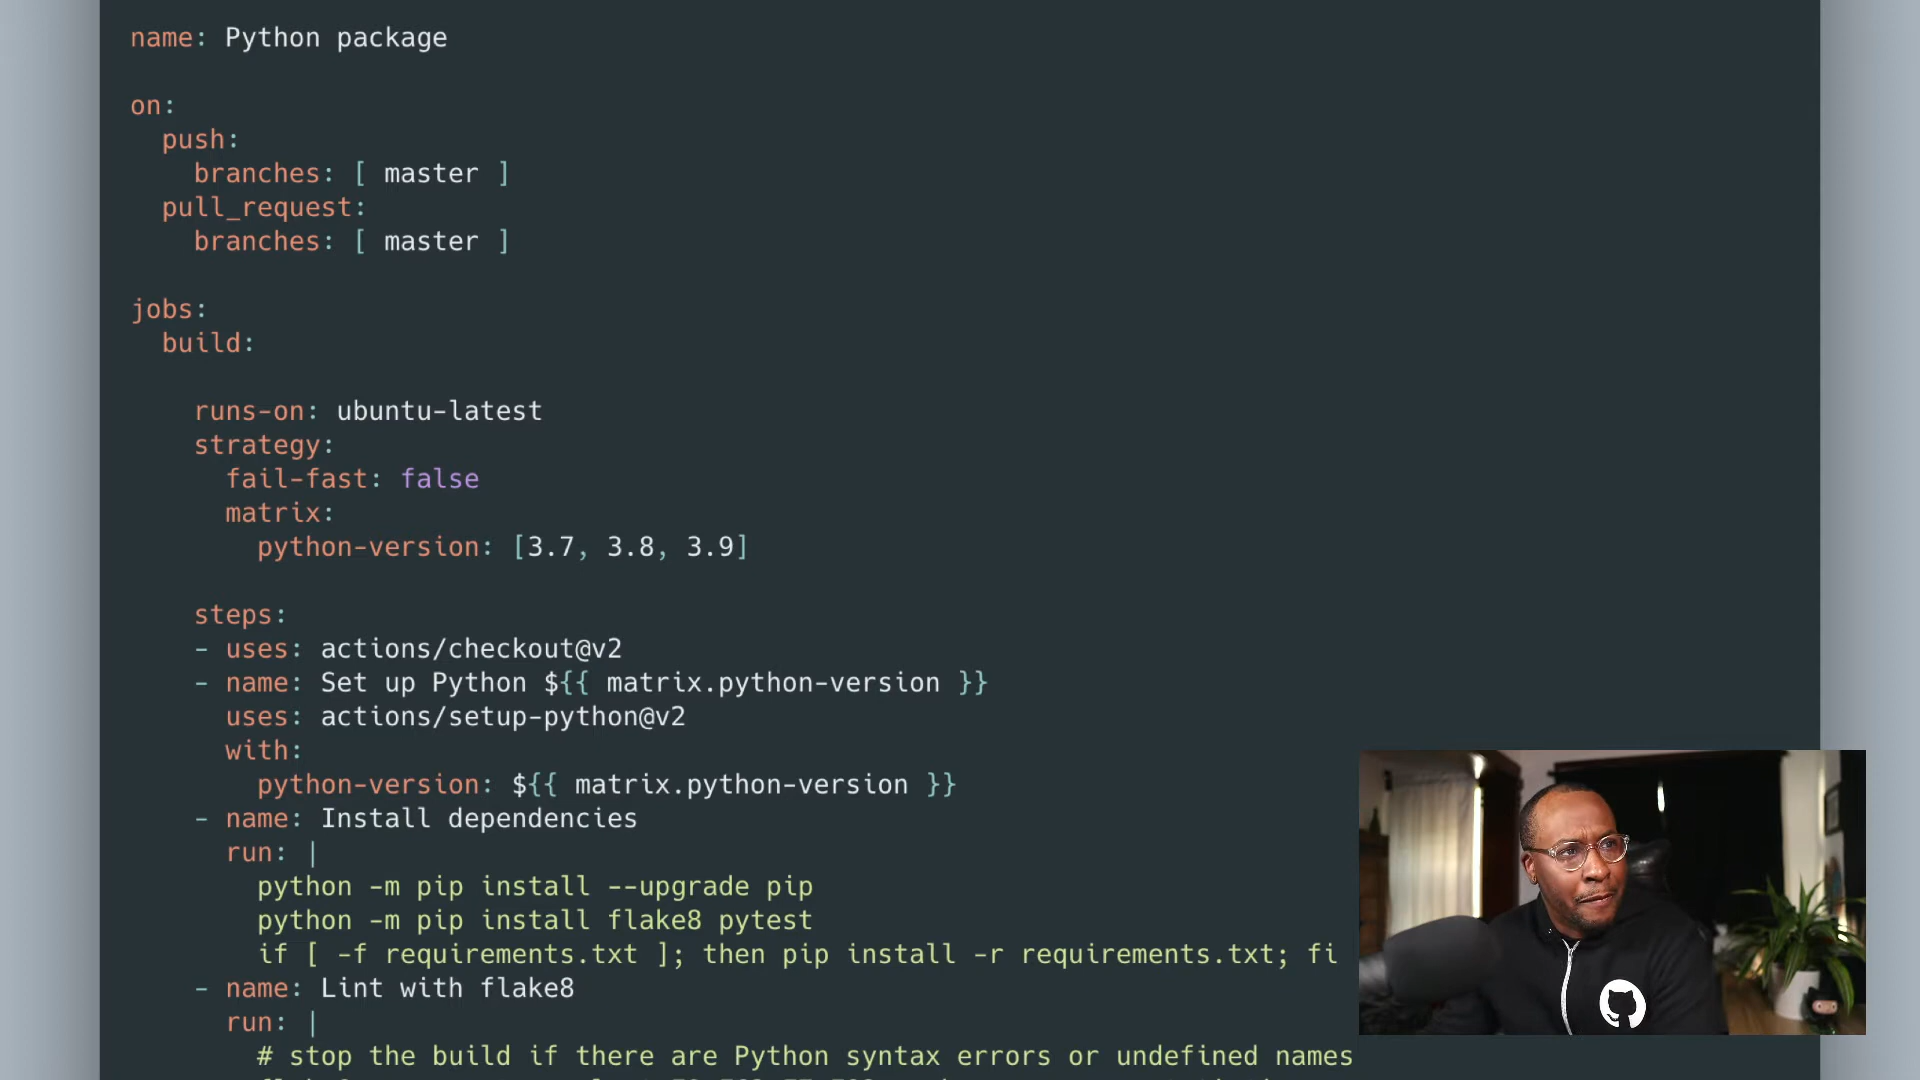 name: Python package
on:
push:
branches: [ master ]
pull_request:
branches: [ master ]
jobs:
build:
runs-on: ubuntu-latest
strategy:
fail-fast: false
matrix:
python-version: [3.7, 3.8, 3.9]
steps:
- uses: actions/checkout@v2
- name: Set up Python ${{ matrix.python-version }}
uses: actions/setup-python@v2
with:
python-version: ${{ matrix.python-version }}
- name: Install dependencies
run: |
python -m pip install --upgrade pip
python -m pip install flake8 pytest
if [ -f requirements.txt ]; then pip install -r requirements.txt; fi
- name: Lint with flake8
run: |
# stop the build if there are Python syntax errors or undefined names